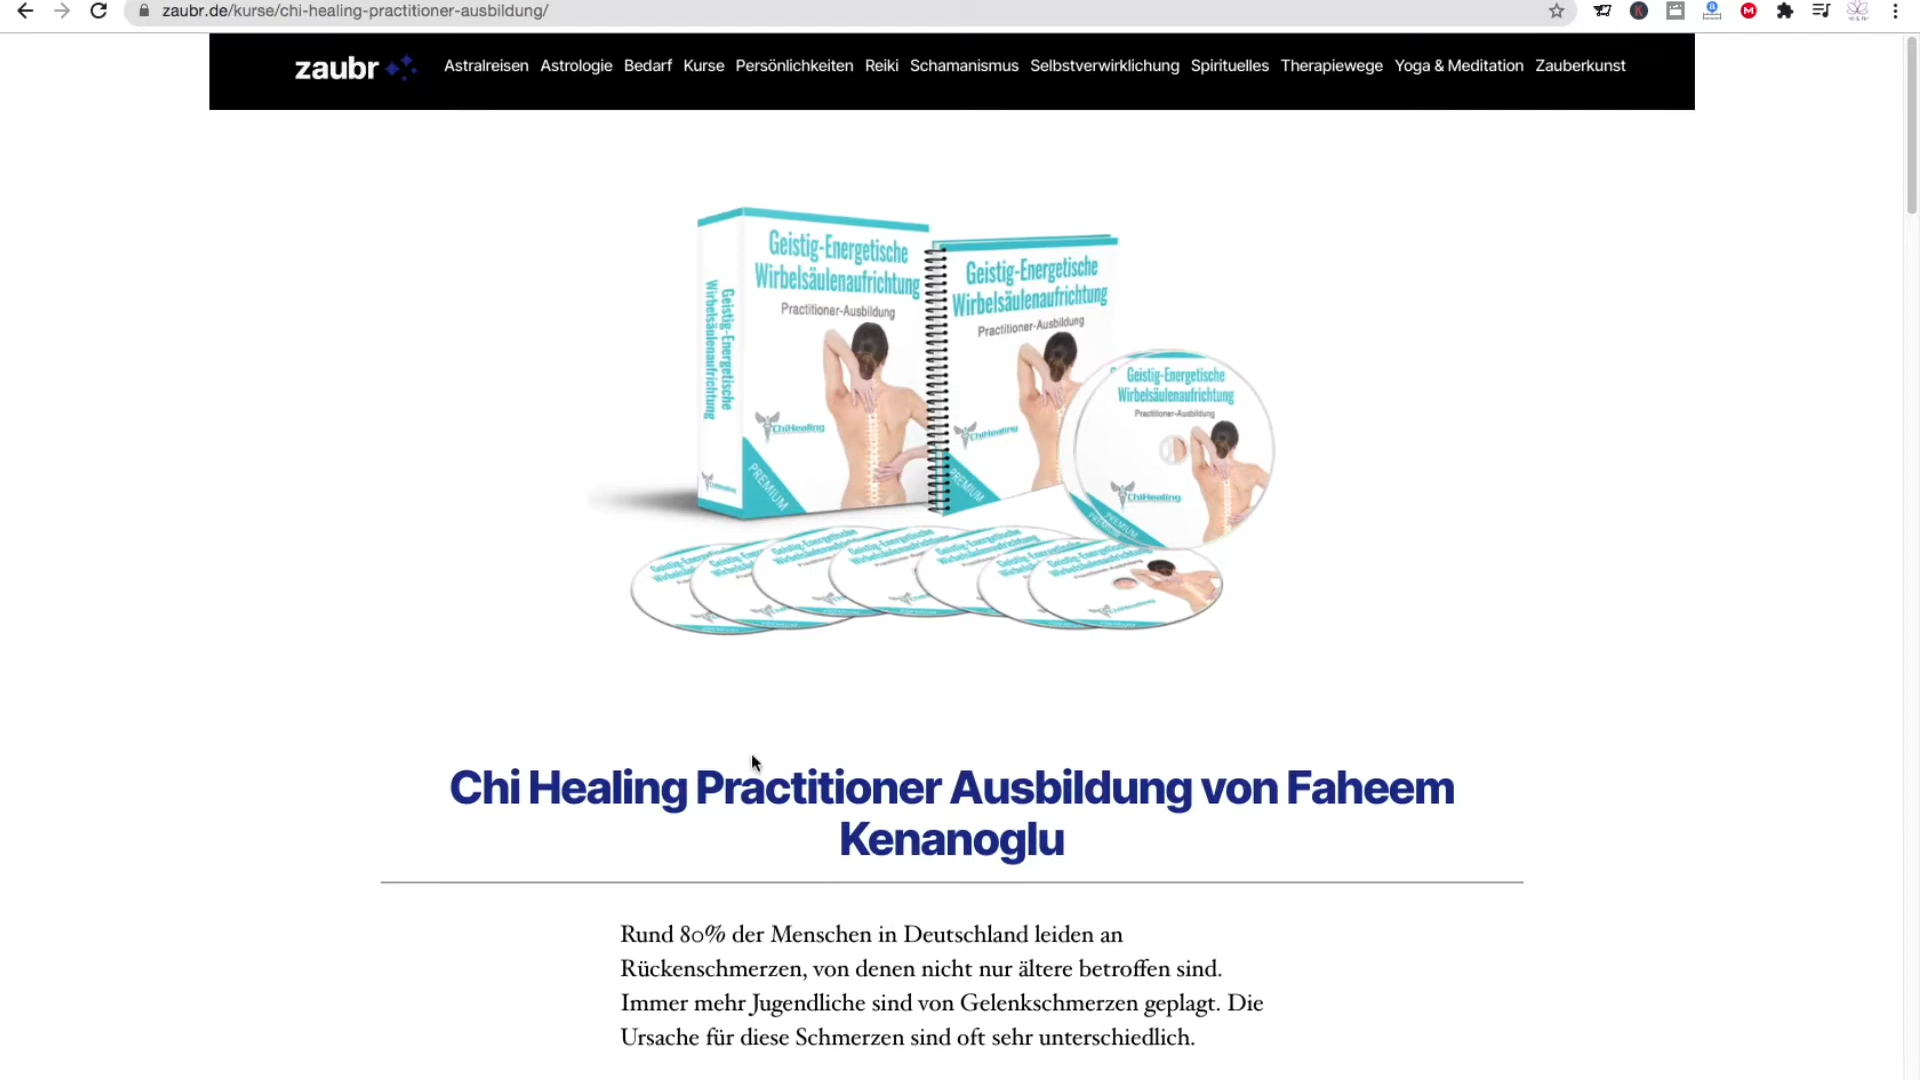 zaubr.de/kurse/chi-healing-practitioner-ausbildung/
zaubr
Astralreisen Astrologie Bedarf Kurse Persönlichkeiten Reiki Schamanismus Selbstverwirklichung Spirituelles Therapiewege Yoga & Meditation Zauberkunst
Geistig-Energetische
Wirbelsäulenaufrichtung
Geistig-Energetische
Wirbelsäulenaufrichtung
Practitioner-Ausbildung
ChiHealing
PREMIUM
Geistig-Energetische
Wirbelsäulenaufrichtung
Practitioner-Ausbildung
ChiHealing
PREMIUM
Geistig-Energetische
Wirbelsäulenaufrichtung
Practitioner-Ausbildung
ChiHealing
PREMIUM
Chi Healing Practitioner Ausbildung von Faheem
Kenanoglu
Rund 80% der Menschen in Deutschland leiden an
Rückenschmerzen, von denen nicht nur ältere betroffen sind.
Immer mehr Jugendliche sind von Gelenkschmerzen geplagt. Die
Ursache für diese Schmerzen sind oft sehr unterschiedlich.